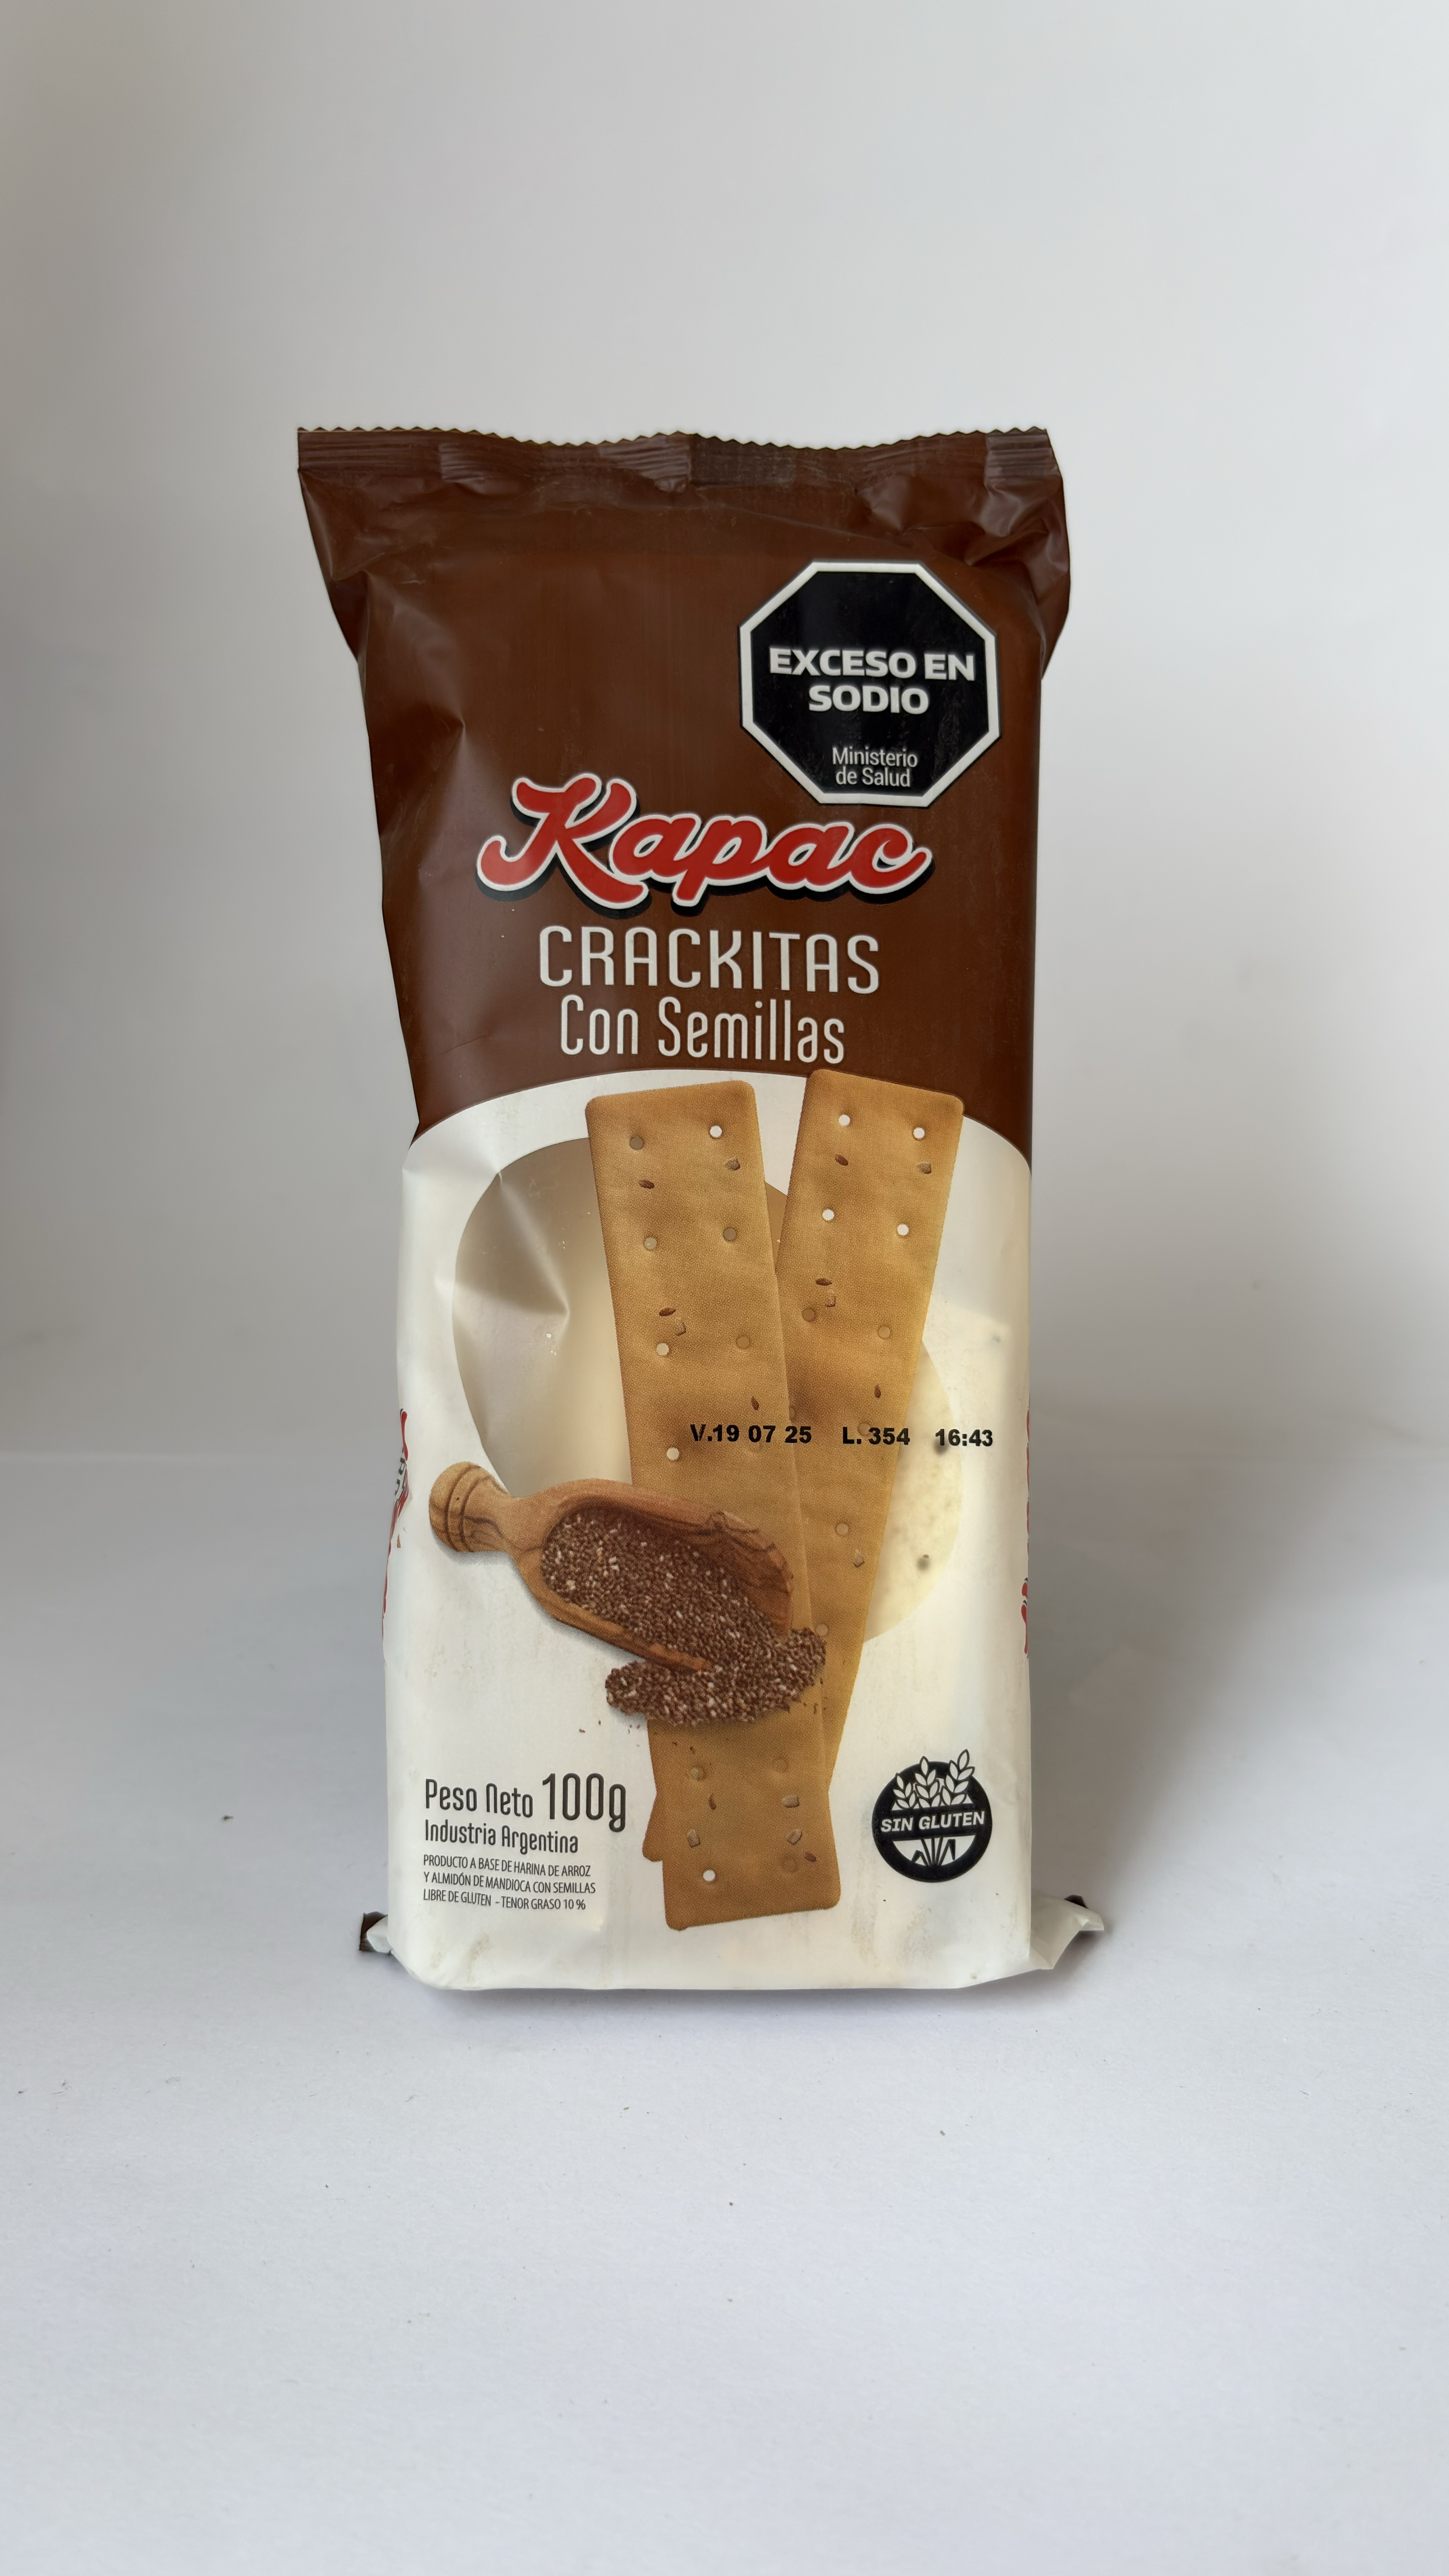 EXCESO EN
SODIO
Ministerio
de Salud
Kapac
CRACKITAS
Con Semillas
V.19 07 25 L. 354 16:43
Peso Neto 100g
Industria Argentina
PRODUCTO A BASE DE HARINA DE ARROZ
Y ALMIDÓN DE MANDIOCA CON SEMILLAS
LIBRE DE GLUTEN - TENOR GRASO 10 %
SIN GLUTEN